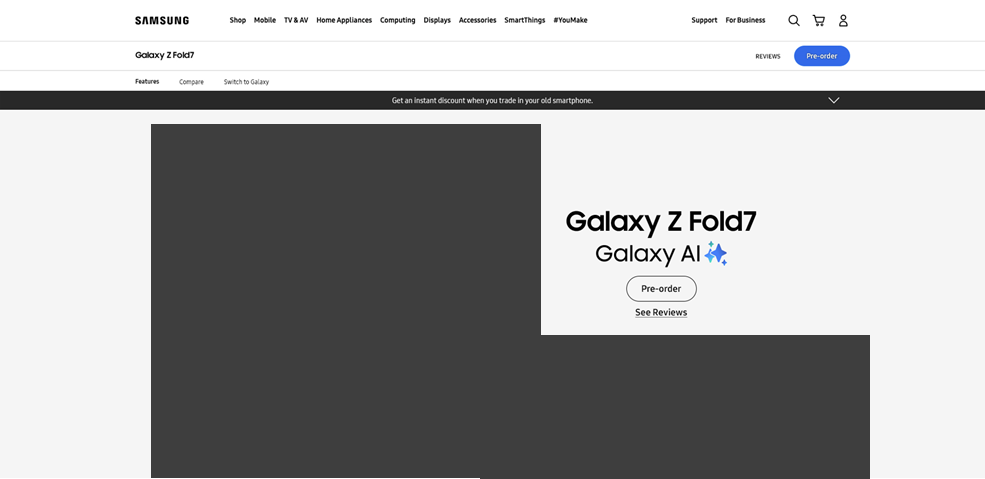 SAMSUNG
Shop Mobile TV & AV Home Appliances Computing Displays Accessories SmartThings #YouMake
Support For Business
Galaxy Z Fold7
REVIEWS Pre-order
Features Compare Switch to Galaxy
Get an instant discount when you trade in your old smartphone.
Galaxy Z Fold7
Galaxy AI
Pre-order
See Reviews